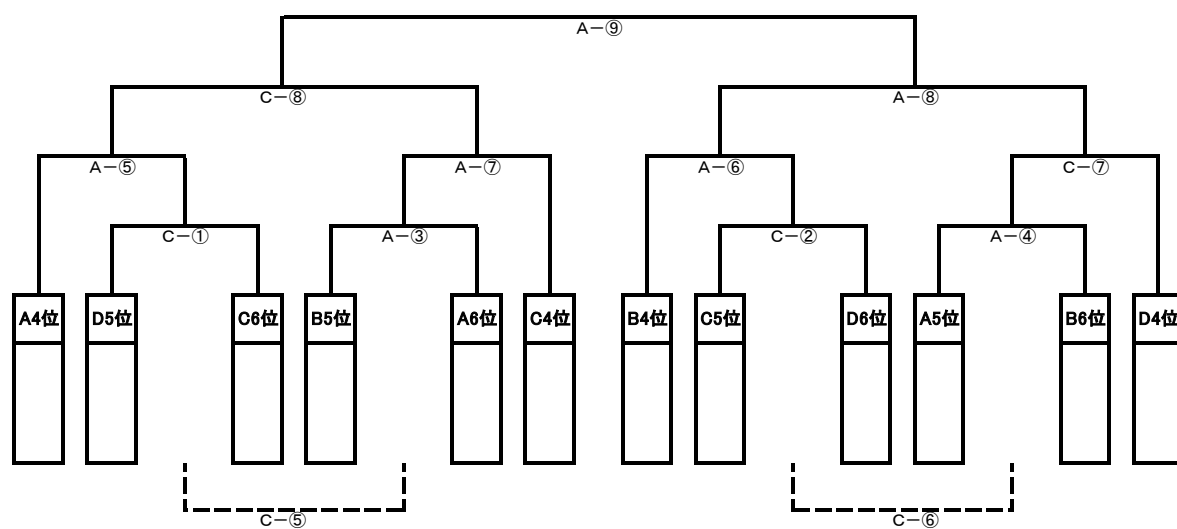 A－⑨
C－⑧
A－⑧
A－⑤
A－⑦
A－⑥
C－⑦
C－①
A－③
C－②
A－④
A4位
D5位
C6位
B5位
A6位
C4位
B4位
C5位
D6位
A5位
B6位
D4位
C－⑤
C－⑥